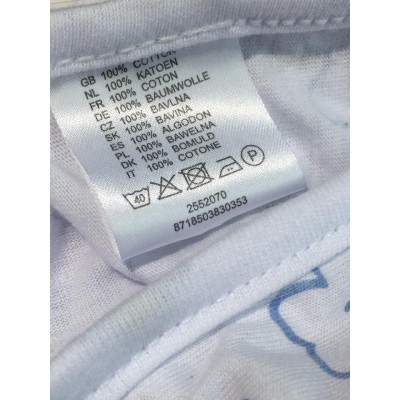 GB 100% COTTON
NL 100% KATOEN
FR 100% COTON
DE 100% BAUMWOLLE
CZ 100% BAVLNA
SK 100% BAVLNA
ES 100% ALGODON
PL 100% BAWELNA
DK 100% BOMULD
IT 100% COTONE
40 P
2552070
8718503830353